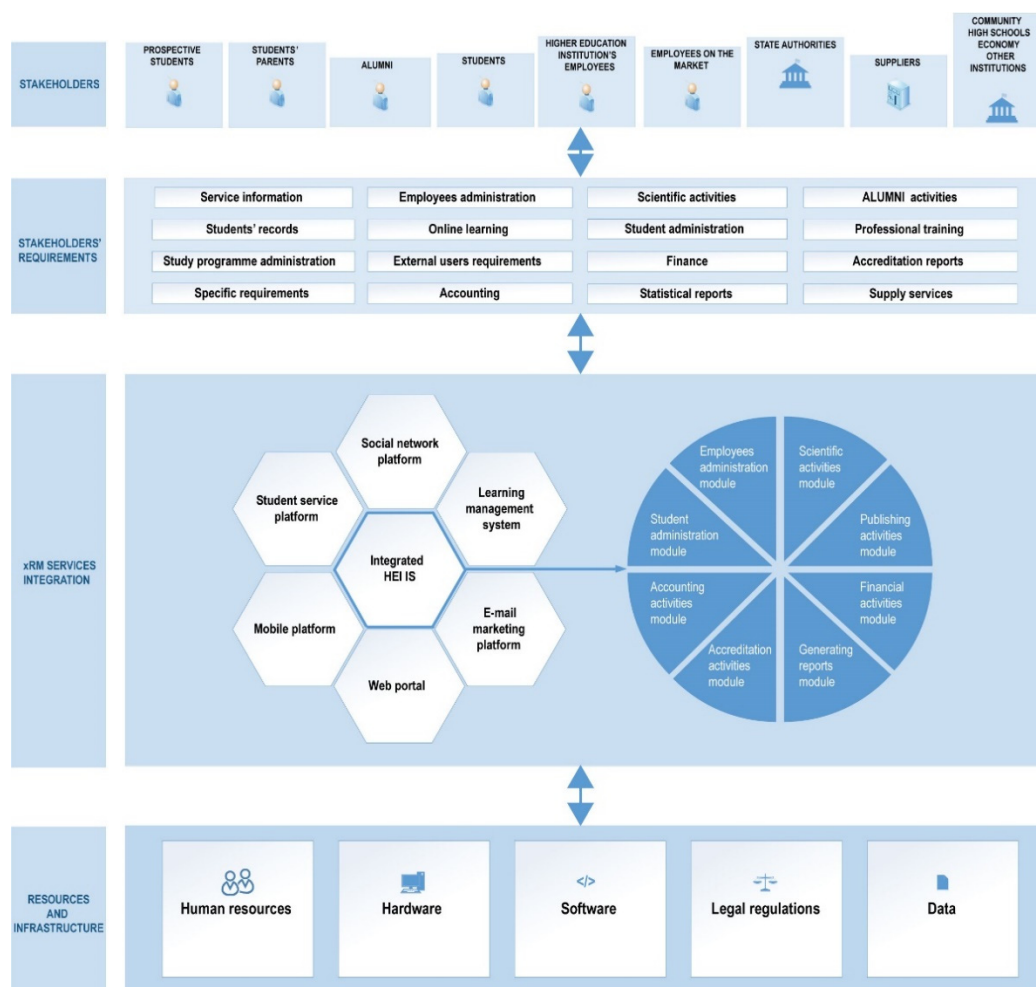 STAKEHOLDERS
PROSPECTIVE
STUDENTS
STUDENTS'
PARENTS
ALUMNI
STUDENTS
HIGHER EDUCATION
INSTITUTION'S
EMPLOYEES
EMPLOYEES ON THE
MARKET
STATE AUTHORITIES
SUPPLIERS
COMMUNITY
HIGH SCHOOLS
ECONOMY
OTHER
INSTITUTIONS
STAKEHOLDERS'
REQUIREMENTS
Service information
Employees administration
Scientific activities
ALUMNI activities
Students' records
Online learning
Student administration
Professional training
Study programme administration
External users requirements
Finance
Accreditation reports
Specific requirements
Accounting
Statistical reports
Supply services
xRM SERVICES
INTEGRATION
Social network
platform
Student service
platform
Learning
management
system
Integrated
HEI IS
Mobile platform
E-mail
marketing
platform
Web portal
Employees
administration
module
Scientific
activities
module
Student
administration
module
Publishing
activities
module
Accounting
activities
module
Financial
activities
module
Accreditation
activities
module
Generating
reports
module
RESOURCES
AND
INFRASTRUCTURE
Human resources
Hardware
</>
Software
Legal regulations
Data